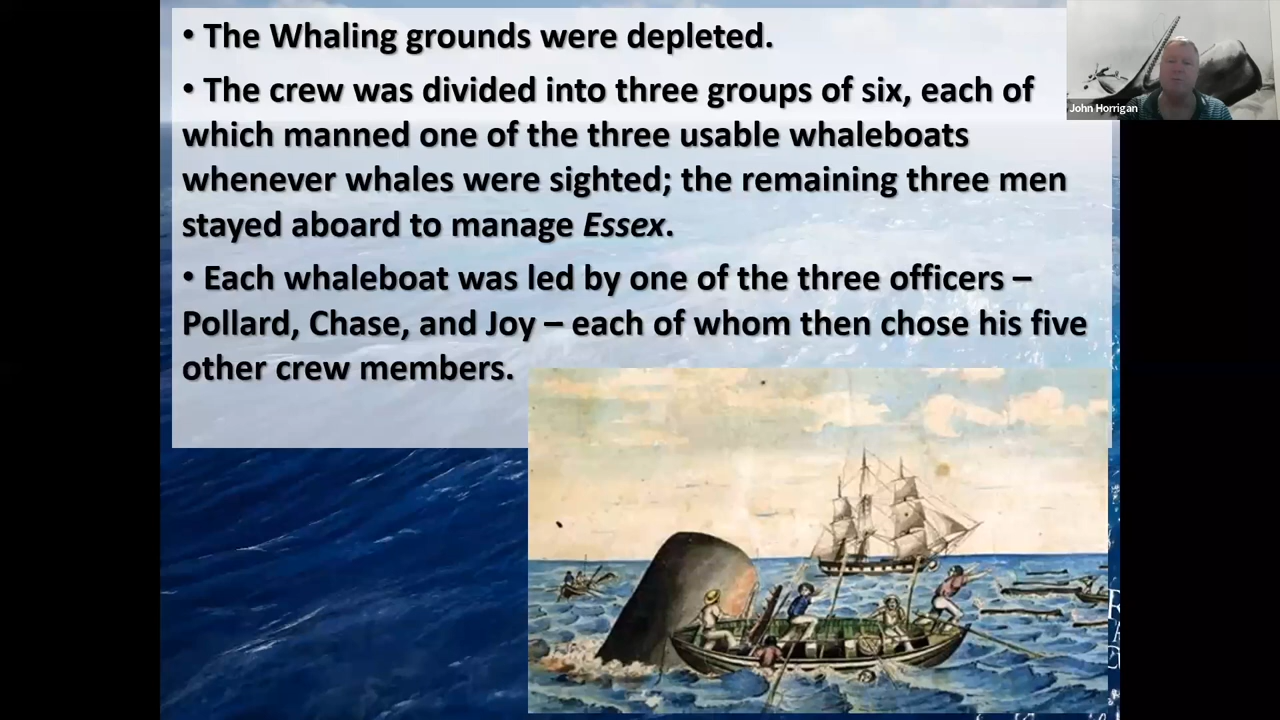 • The Whaling grounds were depleted.
• The crew was divided into three groups of six, each of
which manned one of the three usable whaleboats
whenever whales were sighted; the remaining three men
stayed aboard to manage Essex.
• Each whaleboat was led by one of the three officers –
Pollard, Chase, and Joy – each of whom then chose his five
other crew members.
John Horrigan